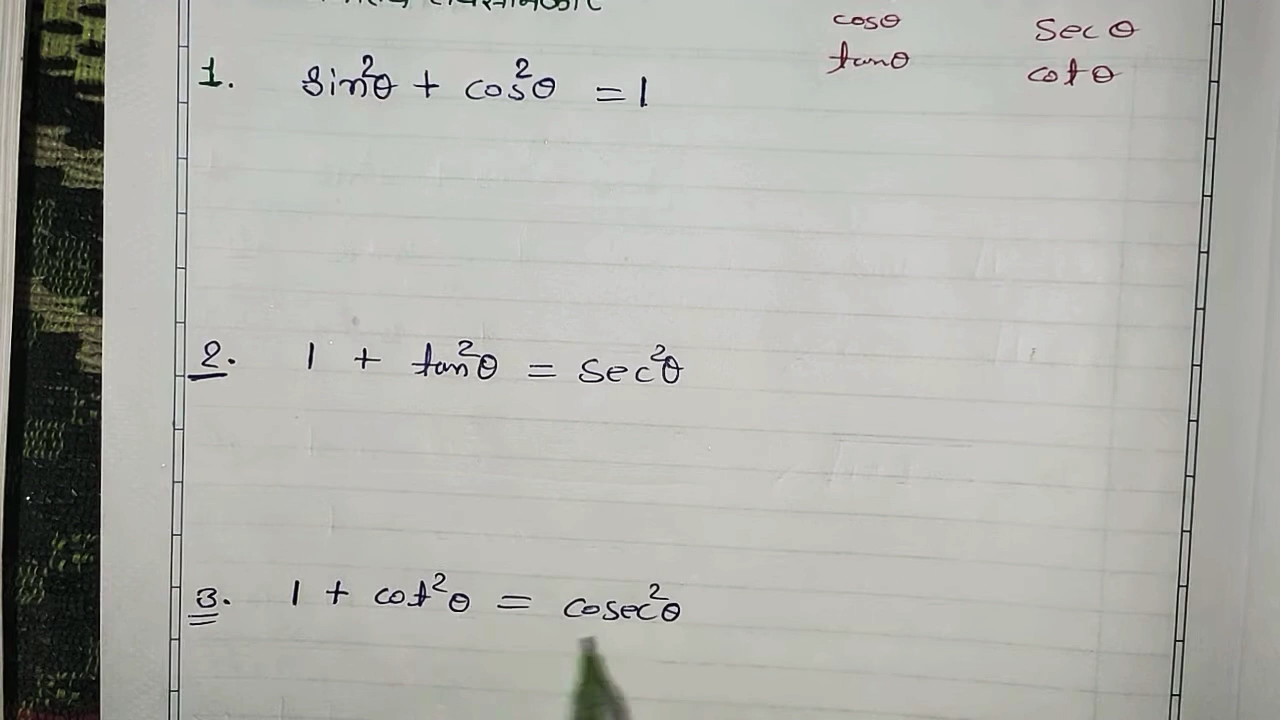 cosθ secθ
tanθ cotθ
1. sin²θ + cos²θ = 1
2. 1 + tan²θ = sec²θ
3. 1 + cot²θ = cosec²θ